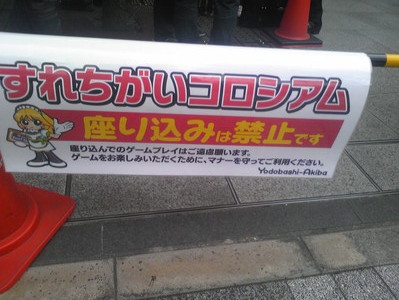 すれちがいコロシアム
座り込みは禁止です
座り込んでのゲームプレイはご遠慮願います。
ゲームをお楽しみいただくために、マナーを守ってご利用ください。
Yodobashi-Akiba